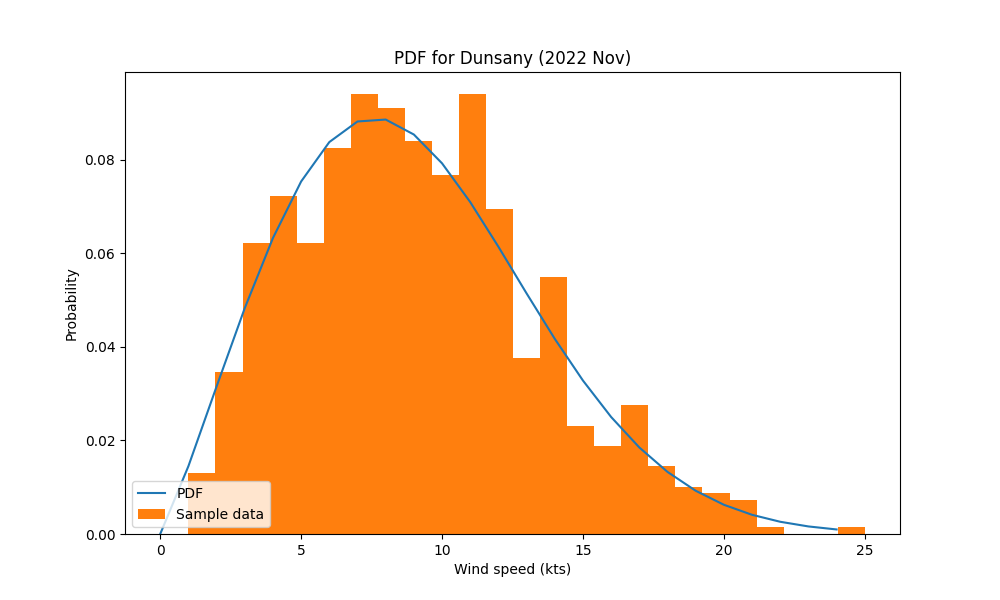 PDF for Dunsany (2022 Nov)
Probability
0.08
0.06
0.04
0.02
0.00
PDF
Sample data
0 5 10 15 20 25
Wind speed (kts)